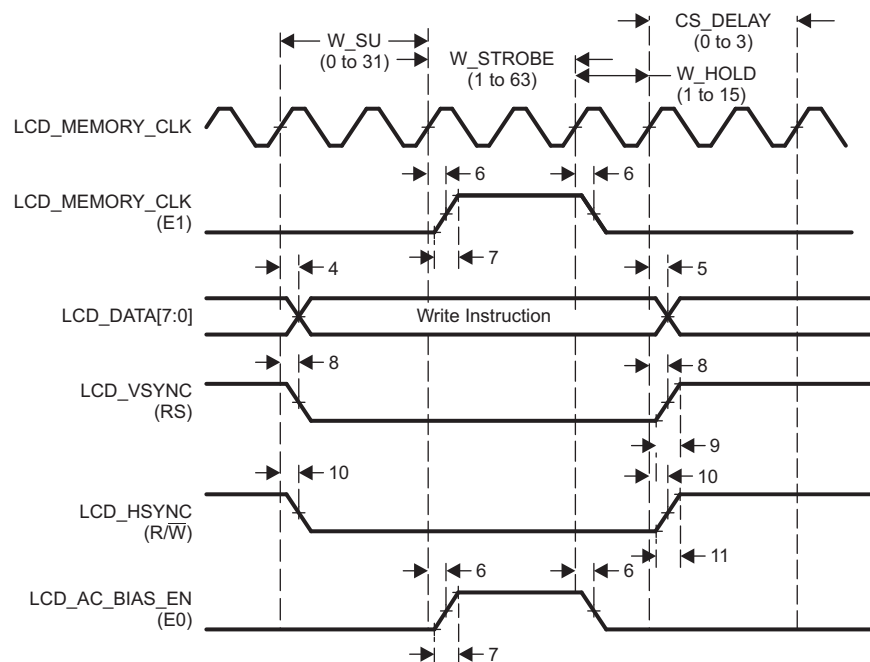 W_SU
(0 to 31)
W_STROBE
(1 to 63)
CS_DELAY
(0 to 3)
W_HOLD
(1 to 15)
LCD_MEMORY_CLK
6
6
LCD_MEMORY_CLK
(E1)
7
4
5
LCD_DATA[7:0]
Write Instruction
8
8
LCD_VSYNC
(RS)
9
10
10
LCD_HSYNC
(R/W̅)
11
6
6
LCD_AC_BIAS_EN
(E0)
7